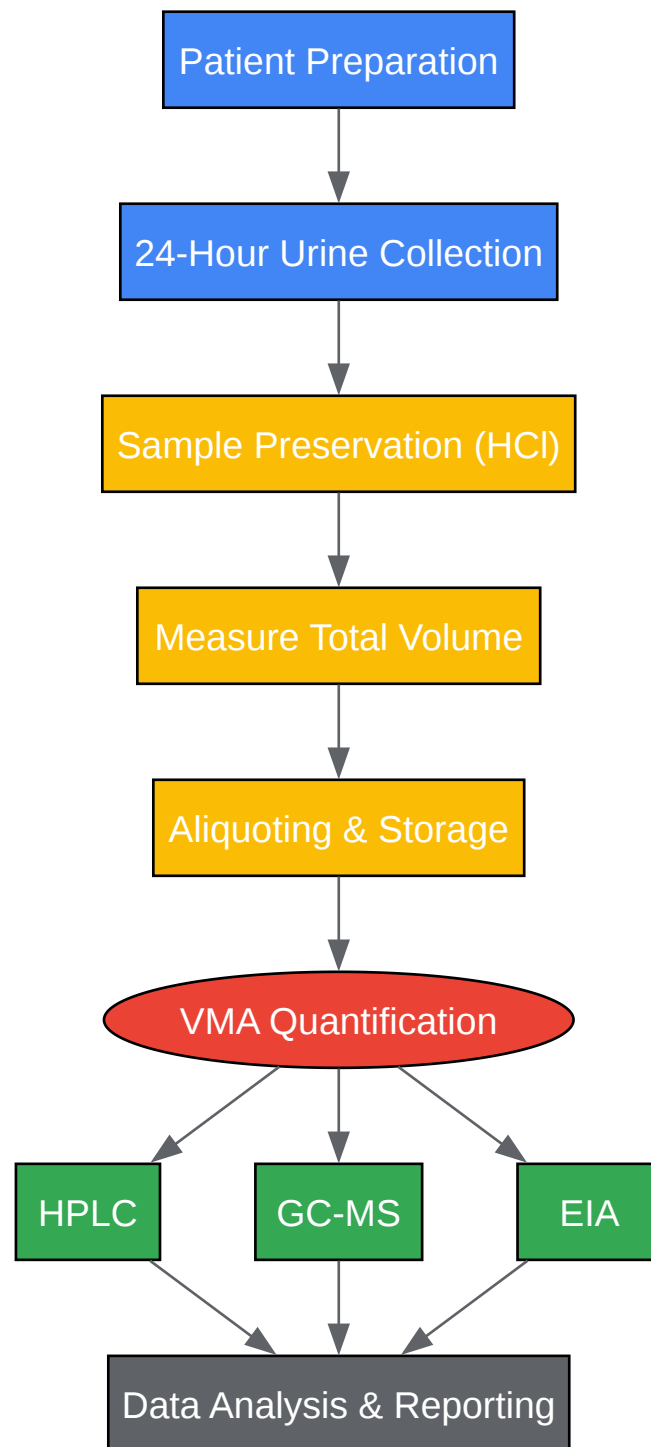 Patient Preparation
24-Hour Urine Collection
Sample Preservation (HCl)
Measure Total Volume
Aliquoting & Storage
VMA Quantification
HPLC
GC-MS
EIA
Data Analysis & Reporting